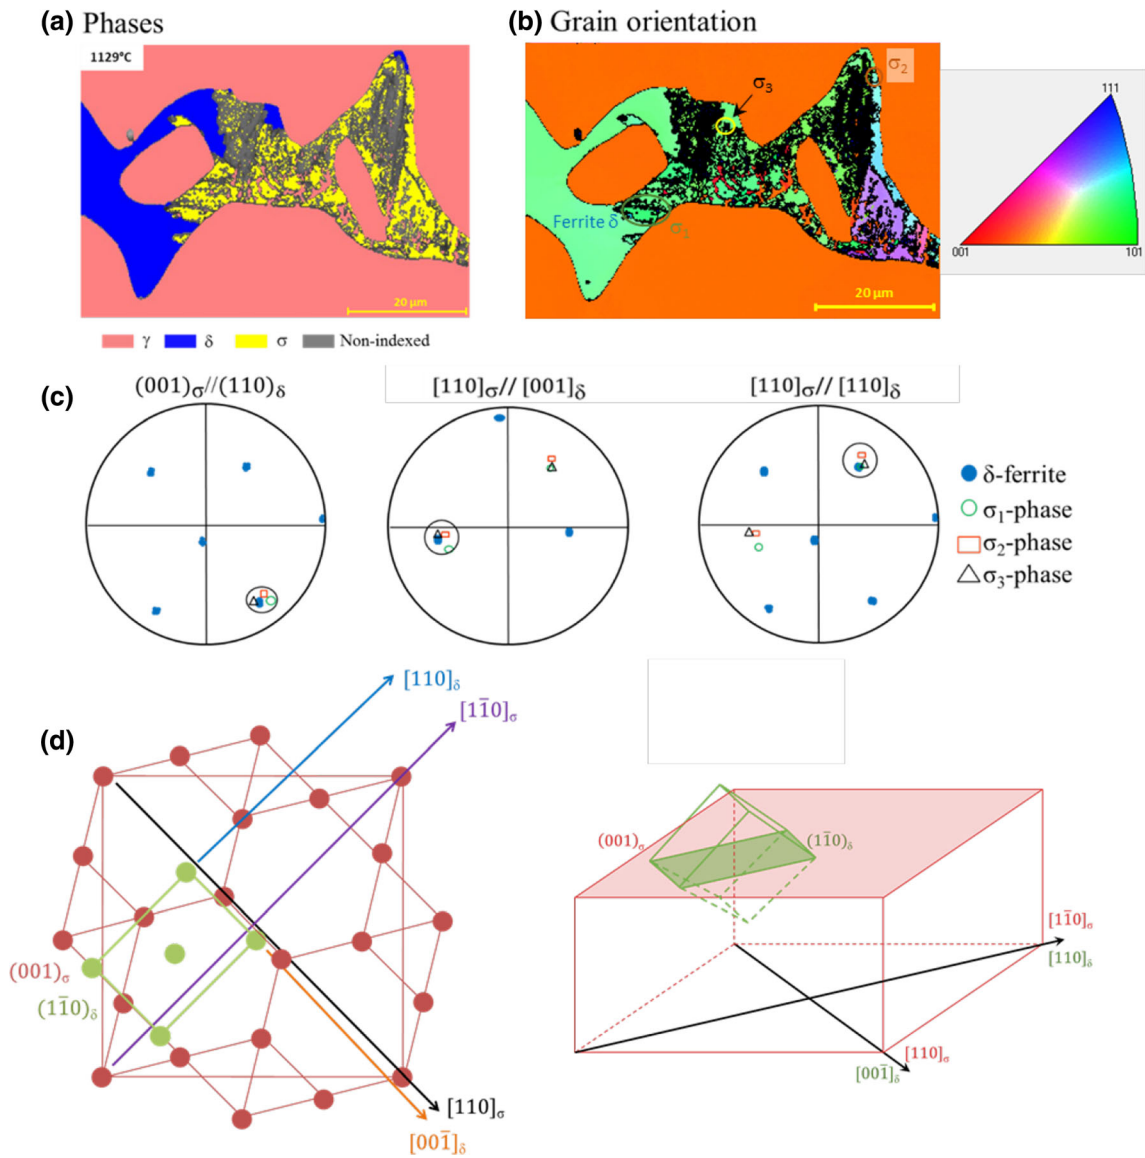 (a) Phases
1129°C
20 µm
γ δ σ Non-indexed
(b) Grain orientation
σ₂
σ₃
Ferrite δ
σ₁
20 µm
111
001
101
(c)
(001)σ//(110)δ
[110]σ// [001]δ
[110]σ// [110]δ
δ-ferrite
σ₁-phase
σ₂-phase
σ₃-phase
(d)
[110]δ
[11̅0]σ
(001)σ
(11̅0)δ
[110]σ
[001̅]δ
(001)σ
(11̅0)δ
[11̅0]σ
[110]δ
[110]σ
[001̅]δ